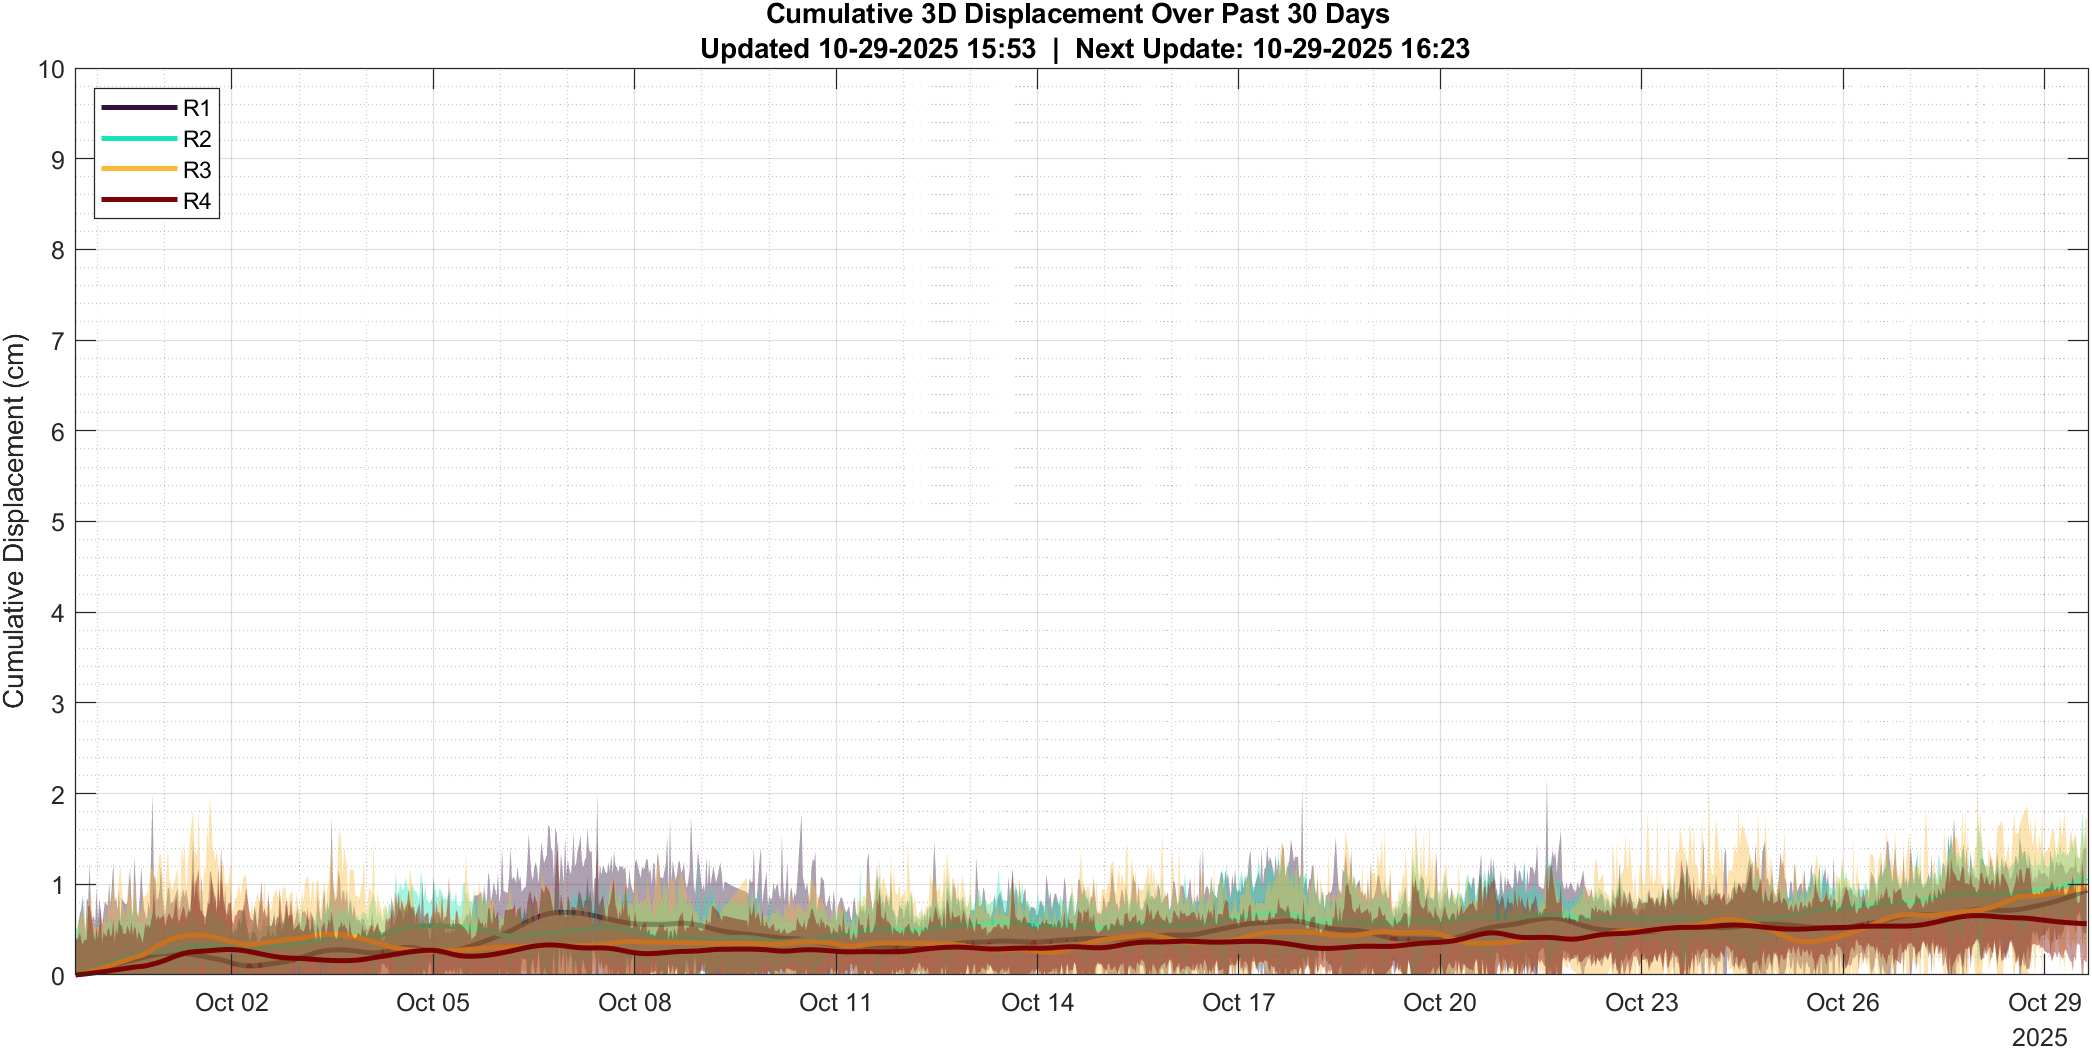 Cumulative 3D Displacement Over Past 30 Days
Updated 10-29-2025 15:53 | Next Update: 10-29-2025 16:23
R1
R2
R3
R4
Cumulative Displacement (cm)
10
9
8
7
6
5
4
3
2
1
0
Oct 02
Oct 05
Oct 08
Oct 11
Oct 14
Oct 17
Oct 20
Oct 23
Oct 26
Oct 29
2025